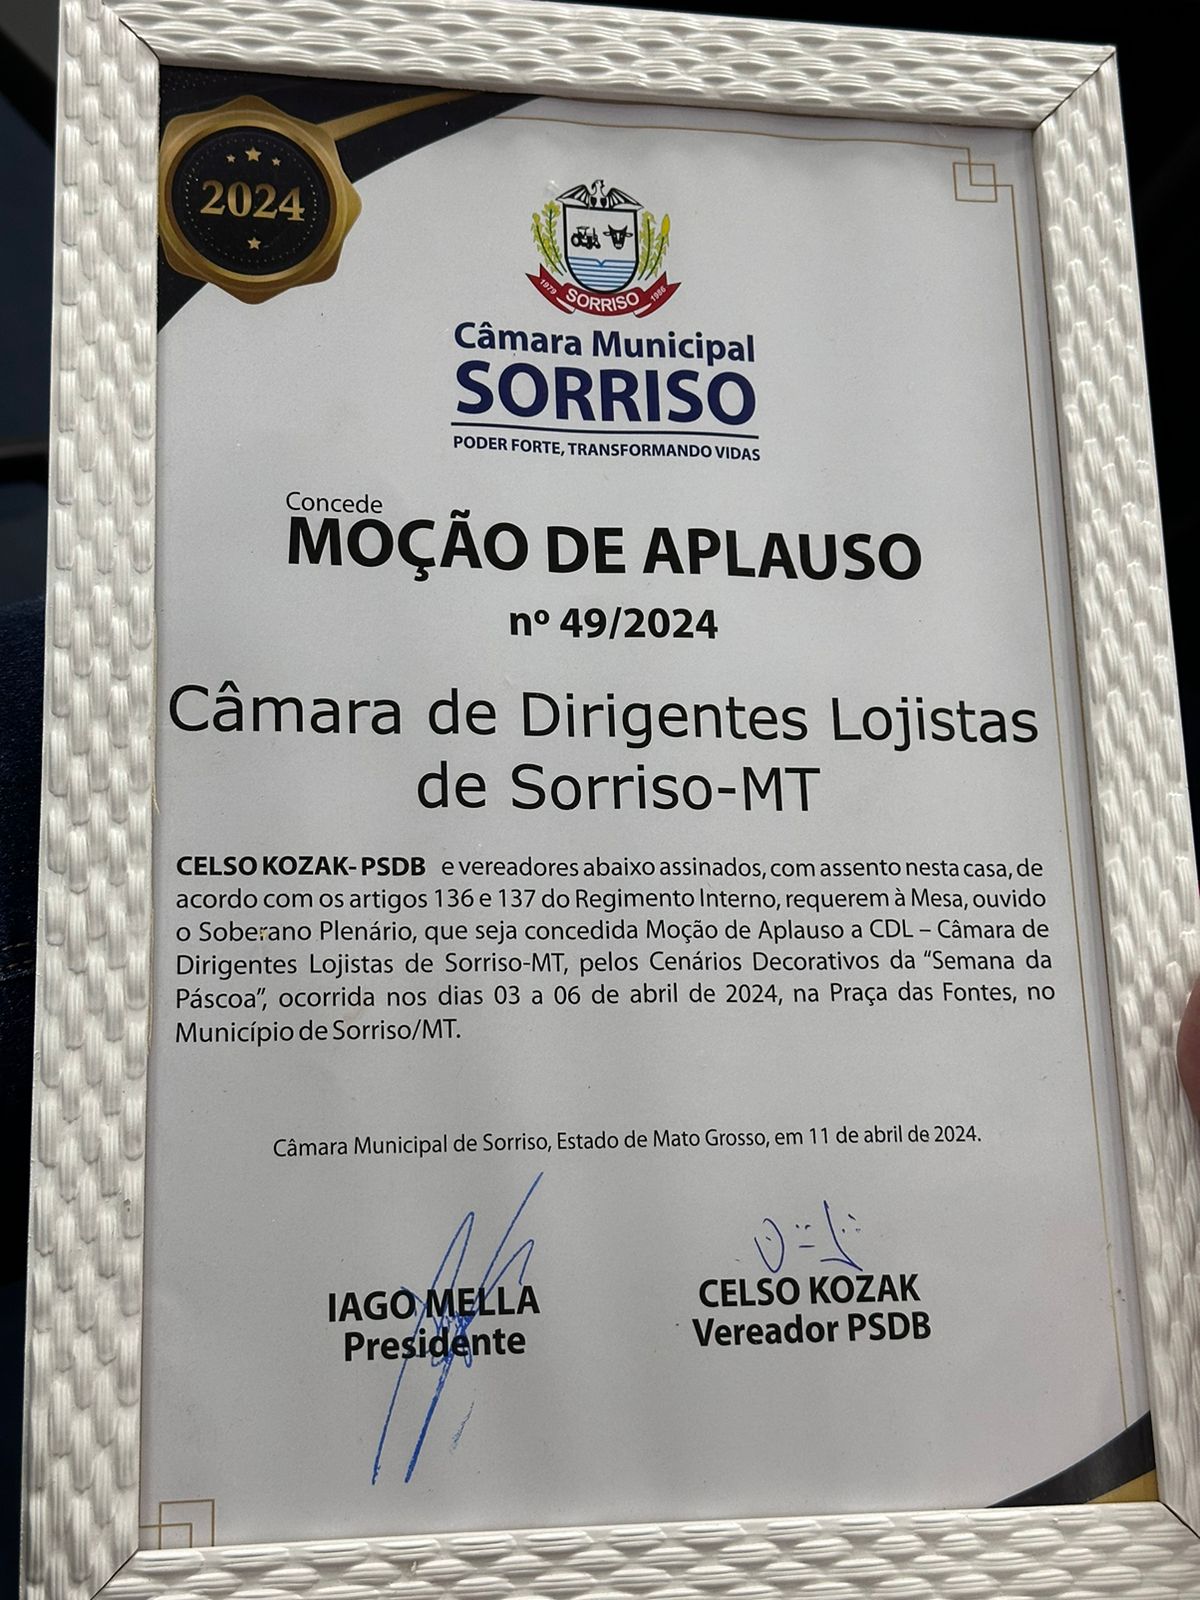 2024
1979 SORRISO 1986
Câmara Municipal
SORRISO
PODER FORTE, TRANSFORMANDO VIDAS
Concede
MOÇÃO DE APLAUSO
nº 49/2024
Câmara de Dirigentes Lojistas
de Sorriso-MT
CELSO KOZAK- PSDB e vereadores abaixo assinados, com assento nesta casa, de
acordo com os artigos 136 e 137 do Regimento Interno, requerem à Mesa, ouvido
o Soberano Plenário, que seja concedida Moção de Aplauso a CDL – Câmara de
Dirigentes Lojistas de Sorriso-MT, pelos Cenários Decorativos da “Semana da
Páscoa”, ocorrida nos dias 03 a 06 de abril de 2024, na Praça das Fontes, no
Município de Sorriso/MT.
Câmara Municipal de Sorriso, Estado de Mato Grosso, em 11 de abril de 2024.
IAGO MELLA
Presidente
CELSO KOZAK
Vereador PSDB